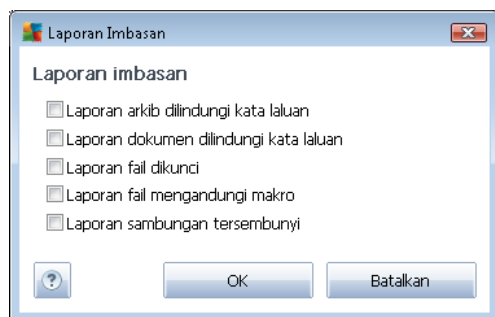 Laporan Imbasan
Laporan imbasan
Laporan arkib dilindungi kata laluan
Laporan dokumen dilindungi kata laluan
Laporan fail dikunci
Laporan fail mengandungi makro
Laporan sambungan tersembunyi
? OK Batalkan